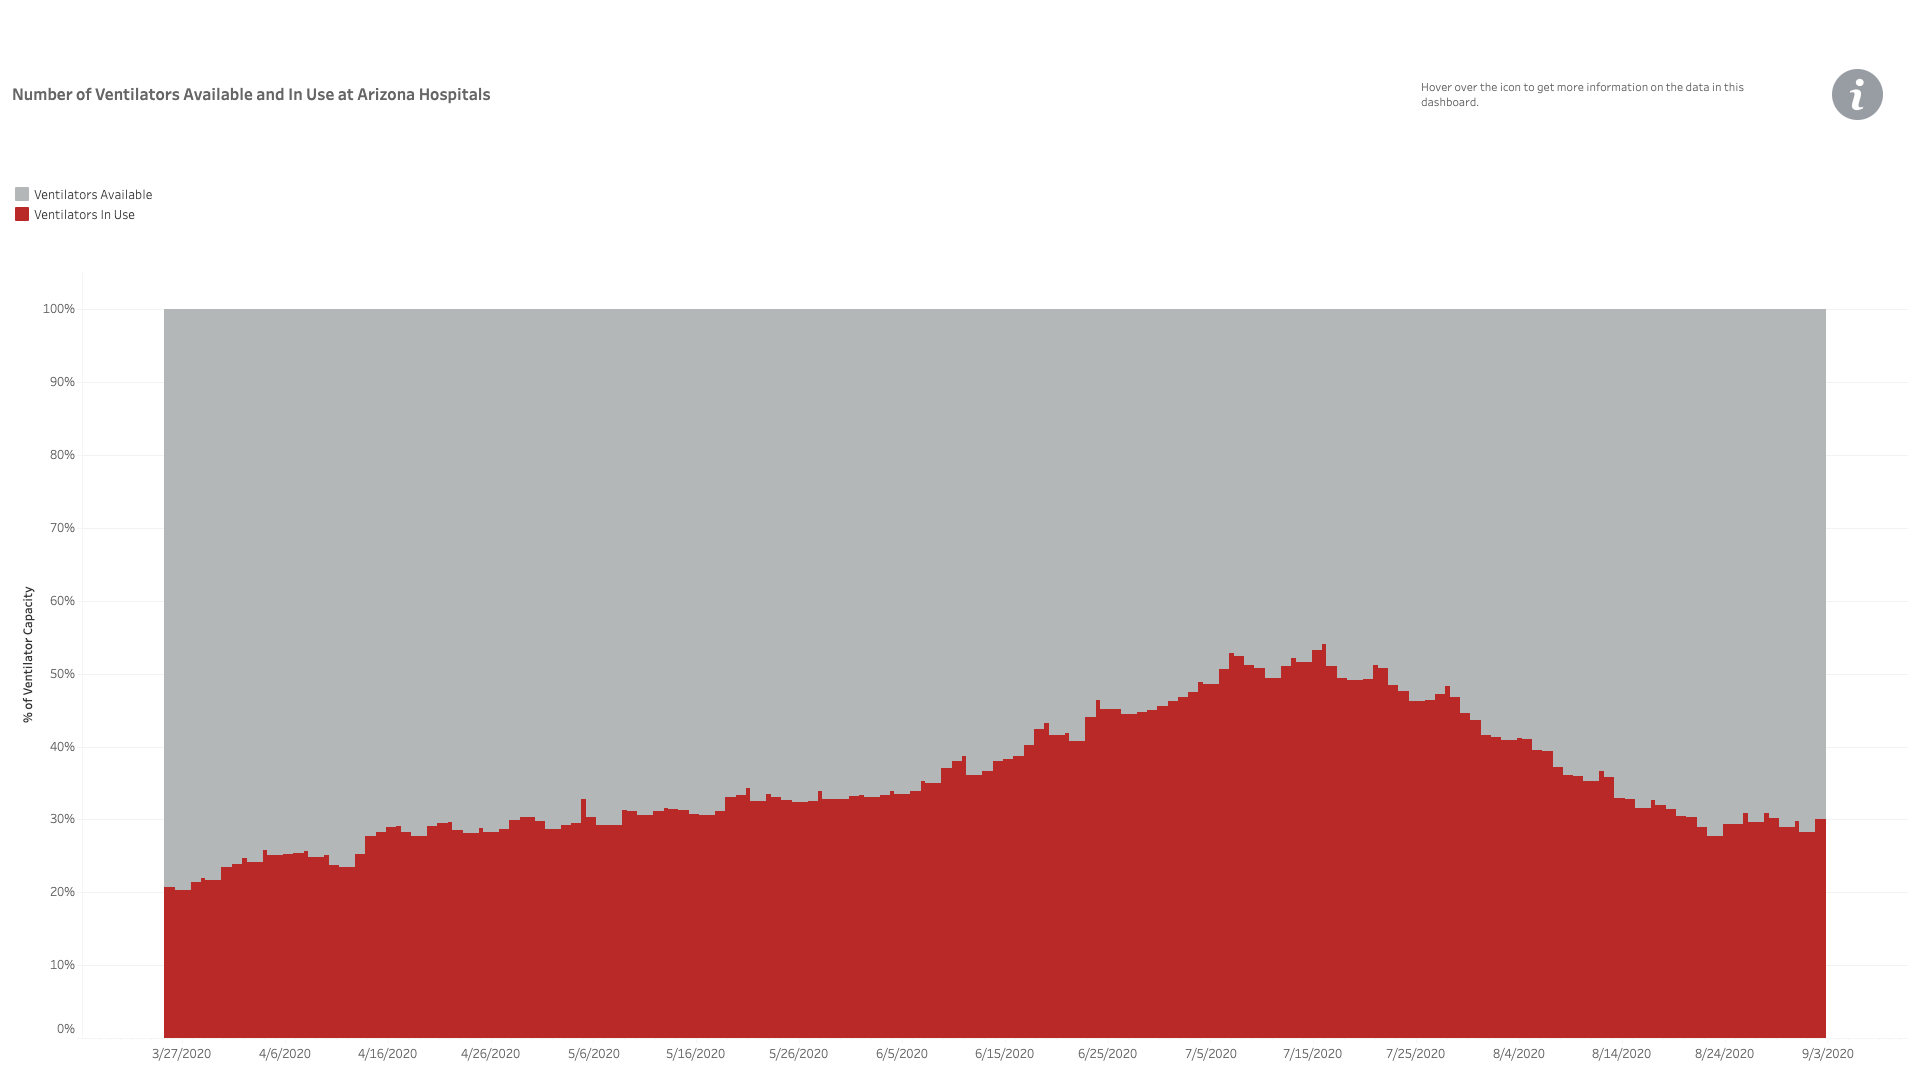 Number of Ventilators Available and In Use at Arizona Hospitals
Hover over the icon to get more information on the data in this
dashboard.
i
Ventilators Available
Ventilators In Use
% of Ventilator Capacity
100%
90%
80%
70%
60%
50%
40%
30%
20%
10%
0%
3/27/2020 4/6/2020 4/16/2020 4/26/2020 5/6/2020 5/16/2020 5/26/2020 6/5/2020 6/15/2020 6/25/2020 7/5/2020 7/15/2020 7/25/2020 8/4/2020 8/14/2020 8/24/2020 9/3/2020